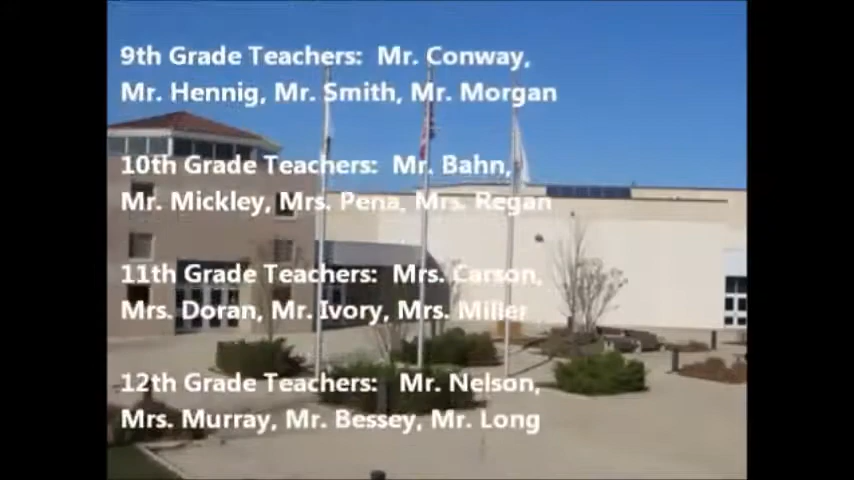 9th Grade Teachers: Mr. Conway,
Mr. Hennig, Mr. Smith, Mr. Morgan
10th Grade Teachers: Mr. Bahn,
Mr. Mickley, Mrs. Pena, Mrs. Regan
11th Grade Teachers: Mrs. Carson,
Mrs. Doran, Mr. Ivory, Mrs. Miller
12th Grade Teachers: Mr. Nelson,
Mrs. Murray, Mr. Bessey, Mr. Long